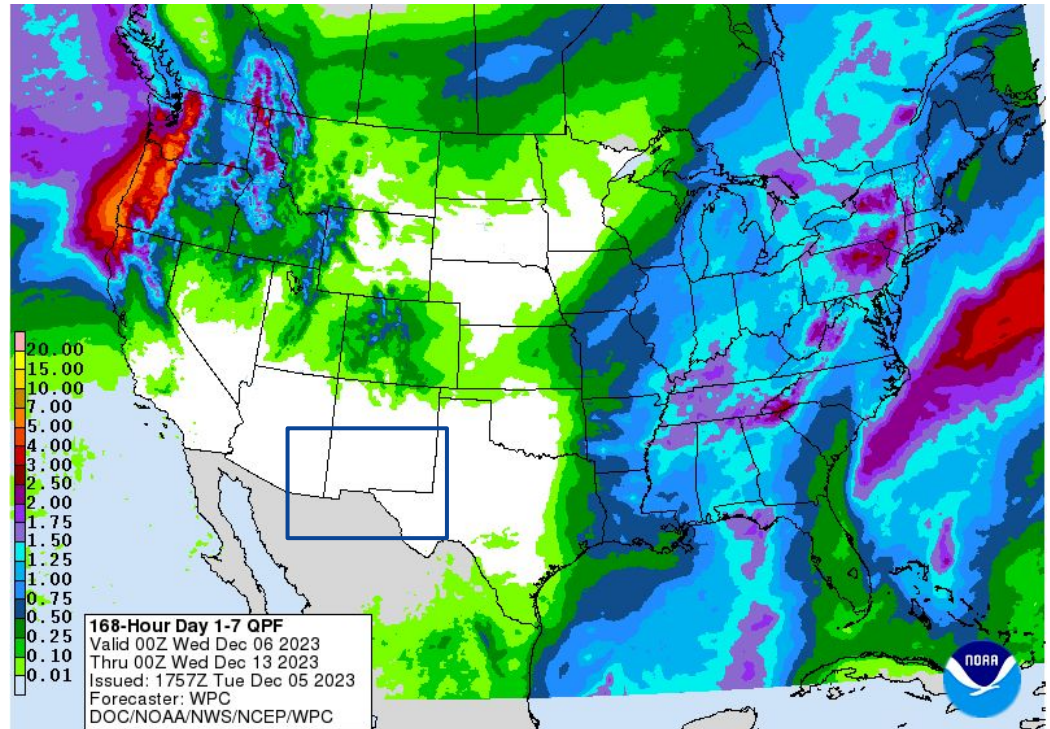 20.00
15.00
10.00
7.00
5.00
4.00
3.00
2.50
2.00
1.75
1.50
1.25
1.00
0.75
0.50
0.25
0.10
0.01
168-Hour Day 1-7 QPF
Valid 00Z Wed Dec 06 2023
Thru 00Z Wed Dec 13 2023
Issued: 1757Z Tue Dec 05 2023
Forecaster: WPC
DOC/NOAA/NWS/NCEP/WPC
NOAA